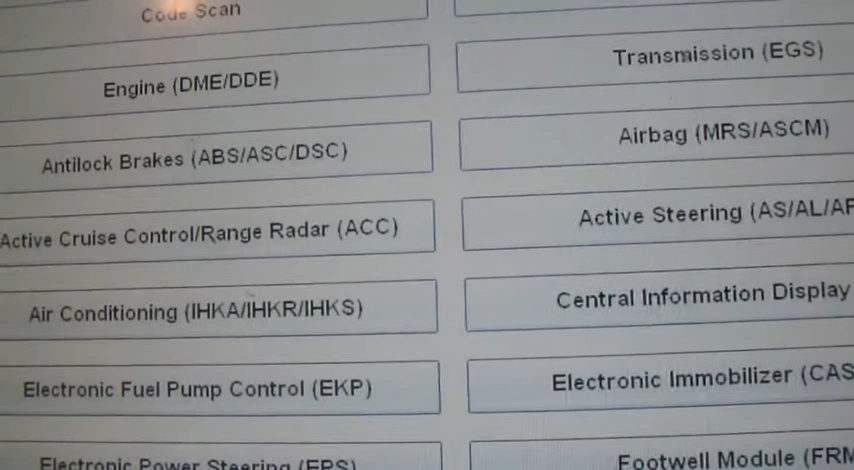 Code Scan
Engine (DME/DDE)
Transmission (EGS)
Antilock Brakes (ABS/ASC/DSC)
Airbag (MRS/ASCM)
Active Cruise Control/Range Radar (ACC)
Active Steering (AS/AL/AF
Air Conditioning (IHKA/IHKR/IHKS)
Central Information Display
Electronic Fuel Pump Control (EKP)
Electronic Immobilizer (CAS
Electronic Power Steering (EPS)
Footwell Module (FRM